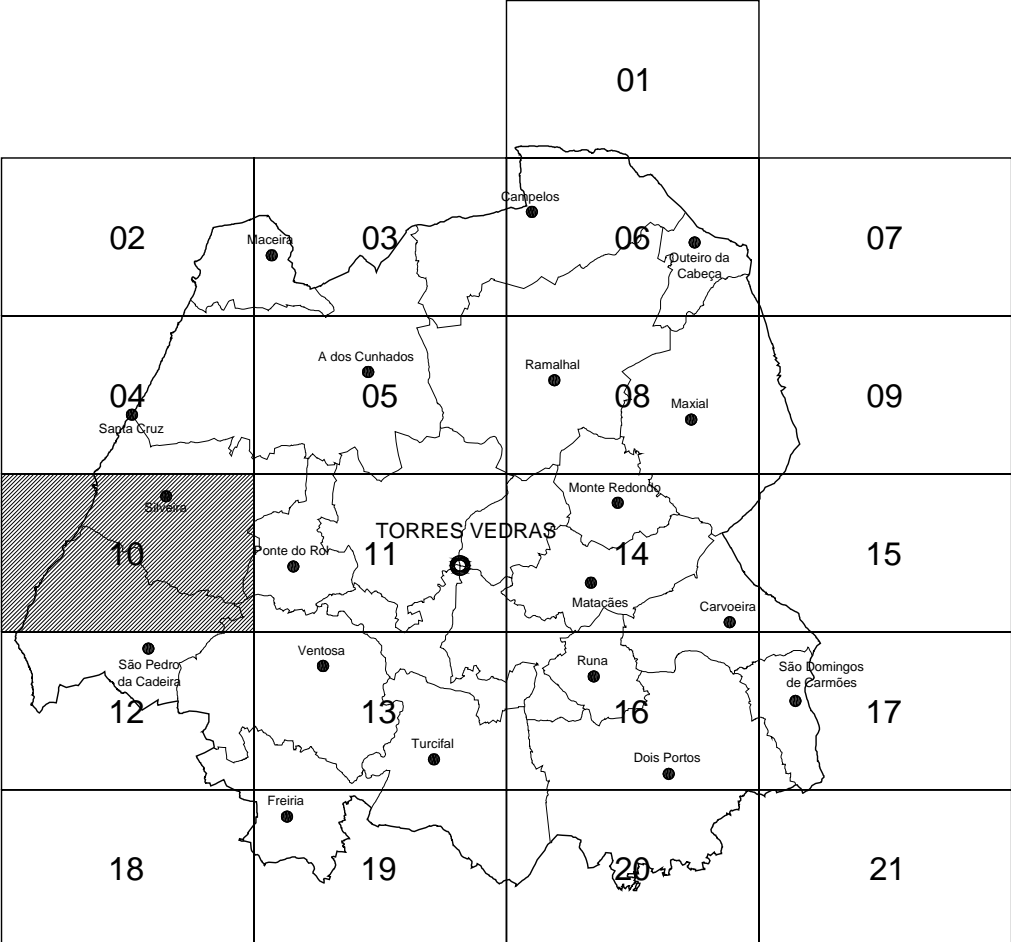 01
Campelos
02
Maceira
03
06
Outeiro da
Cabeça
07
04
Santa Cruz
A dos Cunhados
05
Ramalhal
08
Maxial
09
Silveira
10
Ponte do Rol
TORRES VEDRAS
11
Monte Redondo
14
Matacães
Carvoeira
15
São Pedro
da Cadeira
12
Ventosa
13
Turcifal
Runa
16
Dois Portos
São Domingos
de Carmões
17
18
Freiria
19
20
21